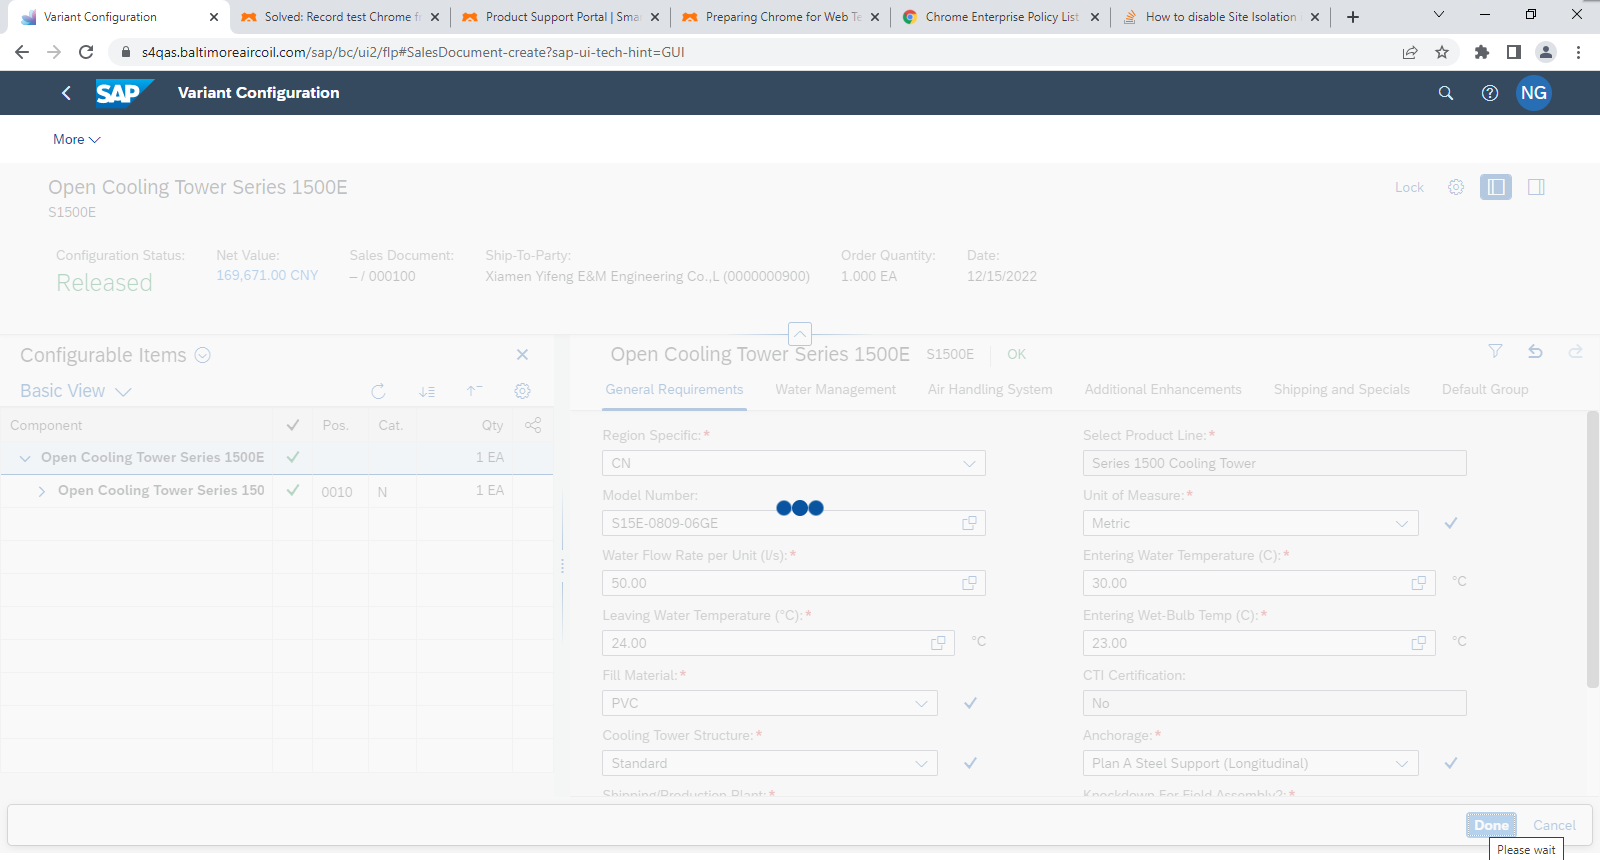 Variant Configuration
Solved: Record test Chrome f
Product Support Portal | Sma
Preparing Chrome for Web Te
Chrome Enterprise Policy List
How to disable Site Isolation
s4qas.baltimoreaircoil.com/sap/bc/ui2/flp#SalesDocument-create?sap-ui-tech-hint=GUI
SAP
Variant Configuration
NG
More
Open Cooling Tower Series 1500E
S1500E
Lock
Configuration Status:
Released
Net Value:
169,671.00 CNY
Sales Document:
– / 000100
Ship-To-Party:
Xiamen Yifeng E&M Engineering Co.,L (0000000900)
Order Quantity:
1.000 EA
Date:
12/15/2022
Configurable Items
Basic View
Component Pos. Cat. Qty
Open Cooling Tower Series 1500E 1 EA
Open Cooling Tower Series 150 0010 N 1 EA
Open Cooling Tower Series 1500E S1500E OK
General Requirements Water Management Air Handling System Additional Enhancements Shipping and Specials Default Group
Region Specific:*
CN
Select Product Line:*
Series 1500 Cooling Tower
Model Number:
S15E-0809-06GE
Unit of Measure:*
Metric
Water Flow Rate per Unit (l/s):*
50.00
Entering Water Temperature (C):*
30.00 °C
Leaving Water Temperature (°C):*
24.00 °C
Entering Wet-Bulb Temp (C):*
23.00 °C
Fill Material:*
PVC
CTI Certification:
No
Cooling Tower Structure:*
Standard
Anchorage:*
Plan A Steel Support (Longitudinal)
Shipping/Production Plant:*
Knockdown For Field Assembly?:*
Done Cancel
Please wait